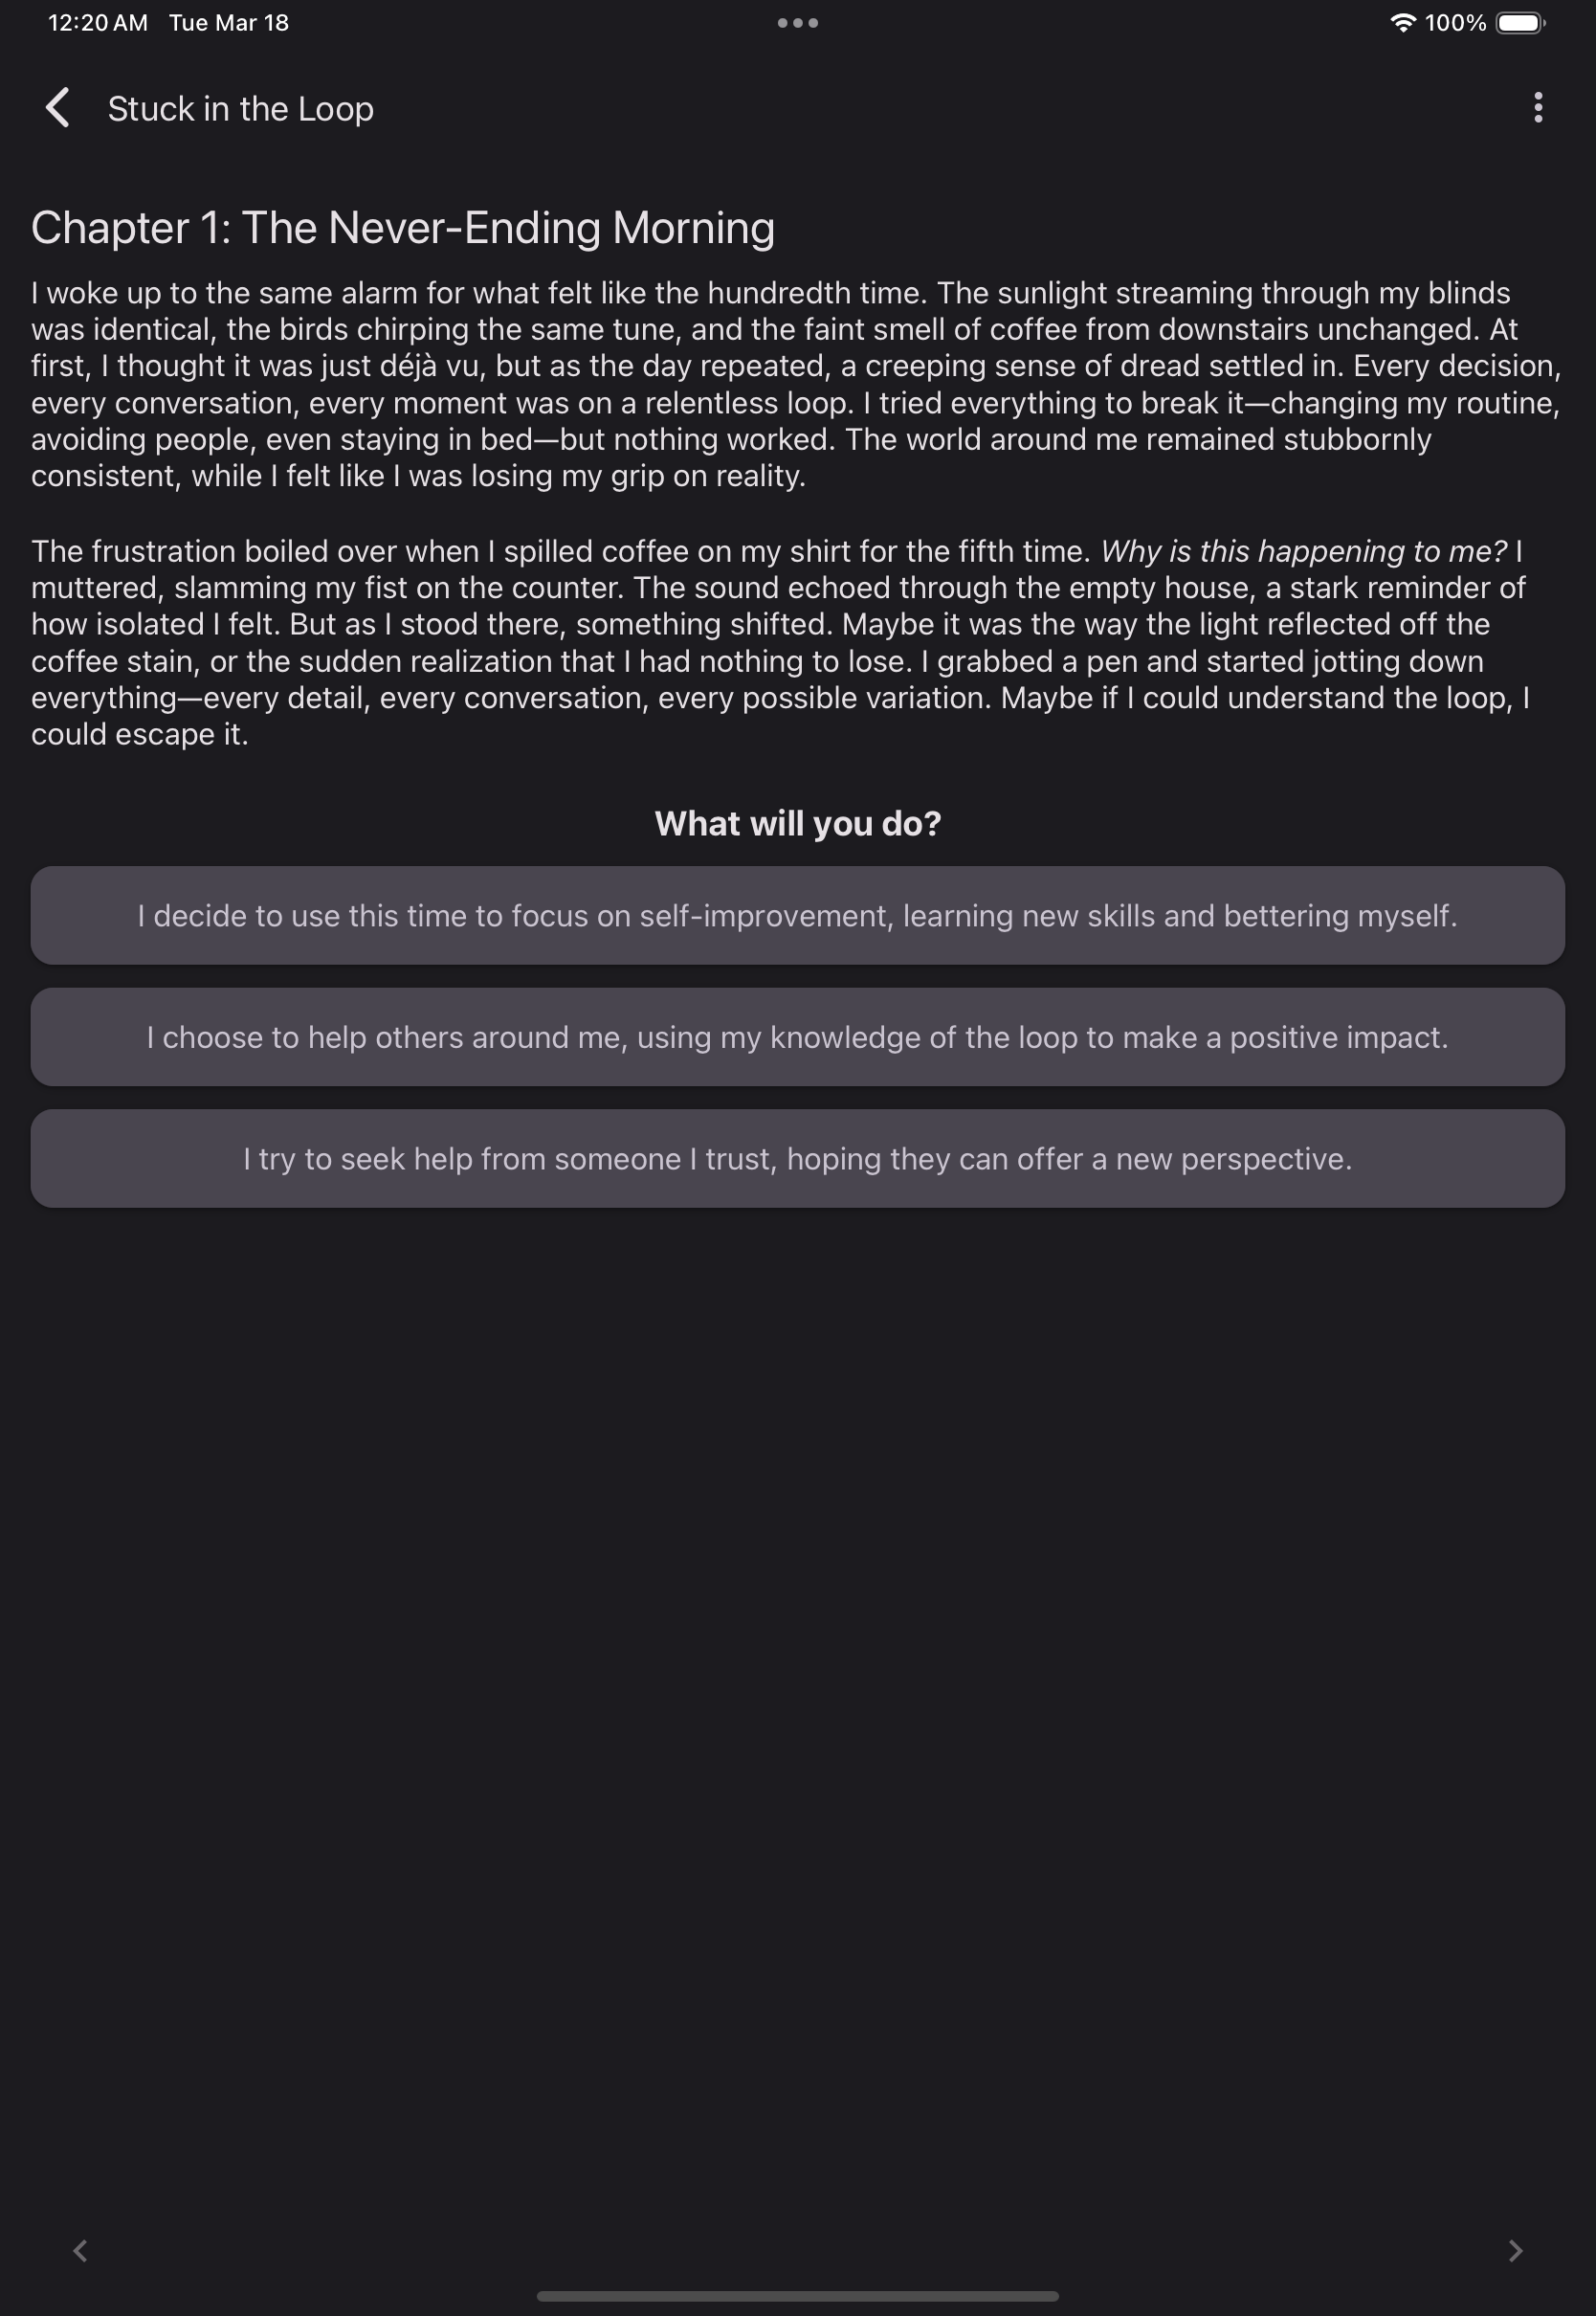 12:20 AM Tue Mar 18
100%
Stuck in the Loop
Chapter 1: The Never-Ending Morning
I woke up to the same alarm for what felt like the hundredth time. The sunlight streaming through my blinds
was identical, the birds chirping the same tune, and the faint smell of coffee from downstairs unchanged. At
first, I thought it was just déjà vu, but as the day repeated, a creeping sense of dread settled in. Every decision,
every conversation, every moment was on a relentless loop. I tried everything to break it—changing my routine,
avoiding people, even staying in bed—but nothing worked. The world around me remained stubbornly
consistent, while I felt like I was losing my grip on reality.
The frustration boiled over when I spilled coffee on my shirt for the fifth time. Why is this happening to me? I
muttered, slamming my fist on the counter. The sound echoed through the empty house, a stark reminder of
how isolated I felt. But as I stood there, something shifted. Maybe it was the way the light reflected off the
coffee stain, or the sudden realization that I had nothing to lose. I grabbed a pen and started jotting down
everything—every detail, every conversation, every possible variation. Maybe if I could understand the loop, I
could escape it.
What will you do?
I decide to use this time to focus on self-improvement, learning new skills and bettering myself.
I choose to help others around me, using my knowledge of the loop to make a positive impact.
I try to seek help from someone I trust, hoping they can offer a new perspective.